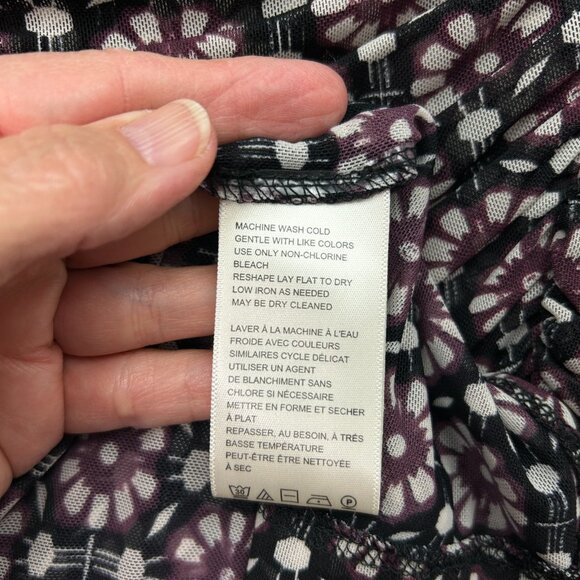 MACHINE WASH COLD
GENTLE WITH LIKE COLORS
USE ONLY NON-CHLORINE
BLEACH
RESHAPE LAY FLAT TO DRY
LOW IRON AS NEEDED
MAY BE DRY CLEANED
LAVER À LA MACHINE À L'EAU
FROIDE AVEC COULEURS
SIMILAIRES CYCLE DÉLICAT
UTILISER UN AGENT
DE BLANCHIMENT SANS
CHLORE SI NÉCESSAIRE
METTRE EN FORME ET SECHER
À PLAT
REPASSER, AU BESOIN, À TRÉS
BASSE TEMPÉRATURE
PEUT-ÊTRE ÊTRE NETTOYÉE
À SEC
30 P